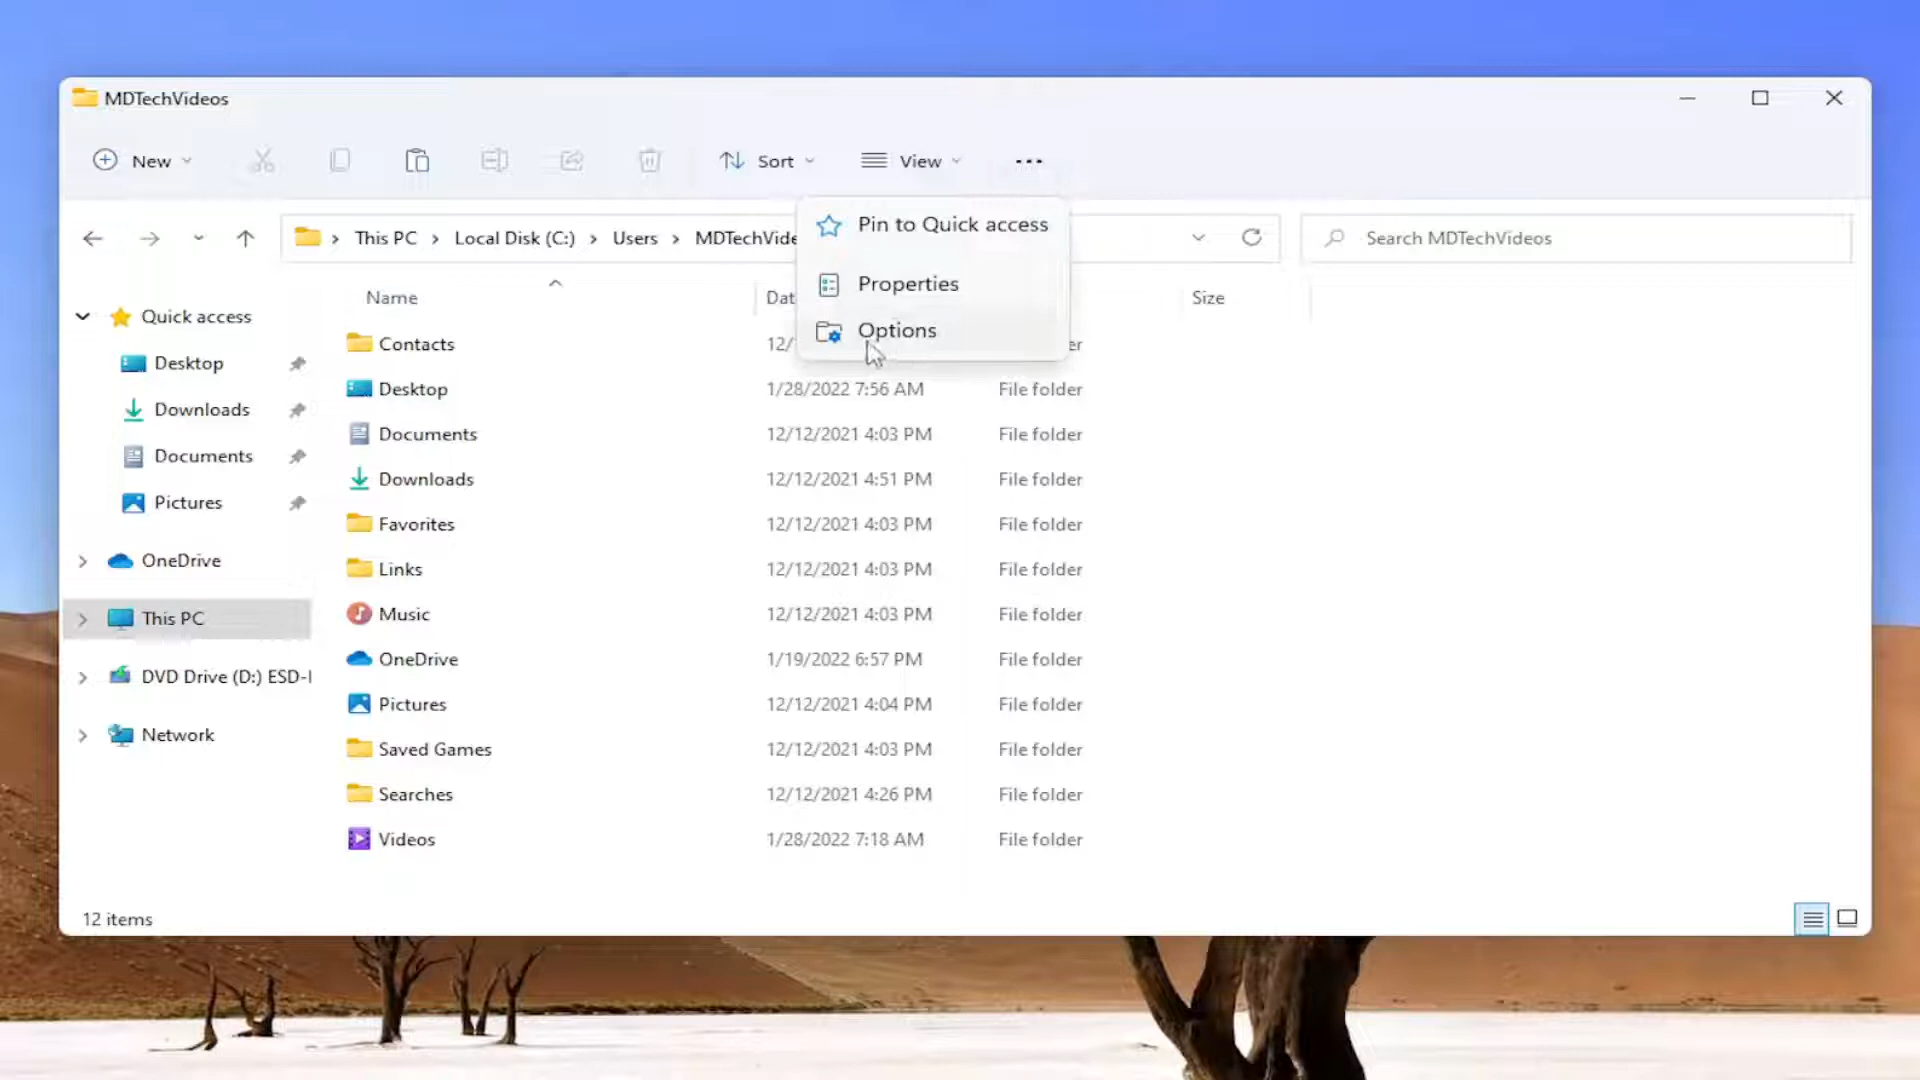 MDTechVideos
New
Sort
View
Pin to Quick access
Properties
Options
This PC
Local Disk (C:)
Users
MDTechVide
Search MDTechVideos
Name
Dat
Size
Quick access
Desktop
Downloads
Documents
Pictures
OneDrive
This PC
DVD Drive (D:) ESD-I
Network
Contacts 12/ er
Desktop 1/28/2022 7:56 AM File folder
Documents 12/12/2021 4:03 PM File folder
Downloads 12/12/2021 4:51 PM File folder
Favorites 12/12/2021 4:03 PM File folder
Links 12/12/2021 4:03 PM File folder
Music 12/12/2021 4:03 PM File folder
OneDrive 1/19/2022 6:57 PM File folder
Pictures 12/12/2021 4:04 PM File folder
Saved Games 12/12/2021 4:03 PM File folder
Searches 12/12/2021 4:26 PM File folder
Videos 1/28/2022 7:18 AM File folder
12 items